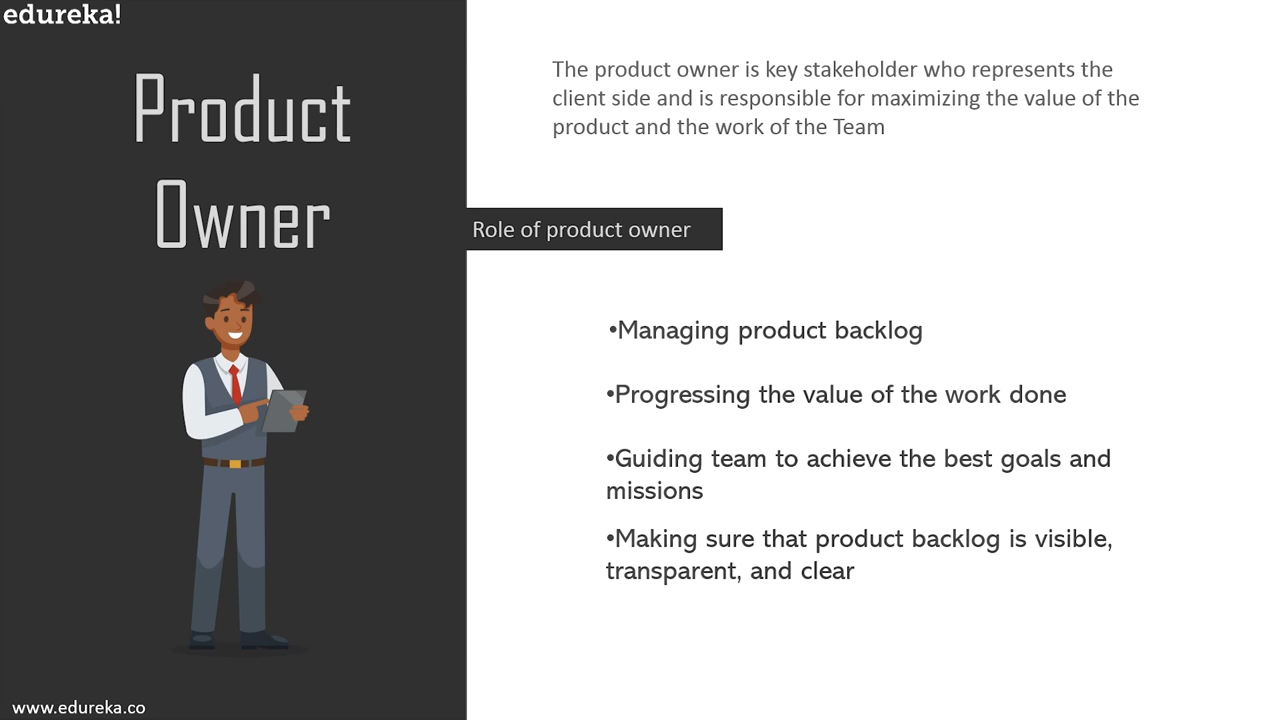 edureka!
Product
Owner
The product owner is key stakeholder who represents the
client side and is responsible for maximizing the value of the
product and the work of the Team
Role of product owner
•Managing product backlog
•Progressing the value of the work done
•Guiding team to achieve the best goals and
missions
•Making sure that product backlog is visible,
transparent, and clear
www.edureka.co